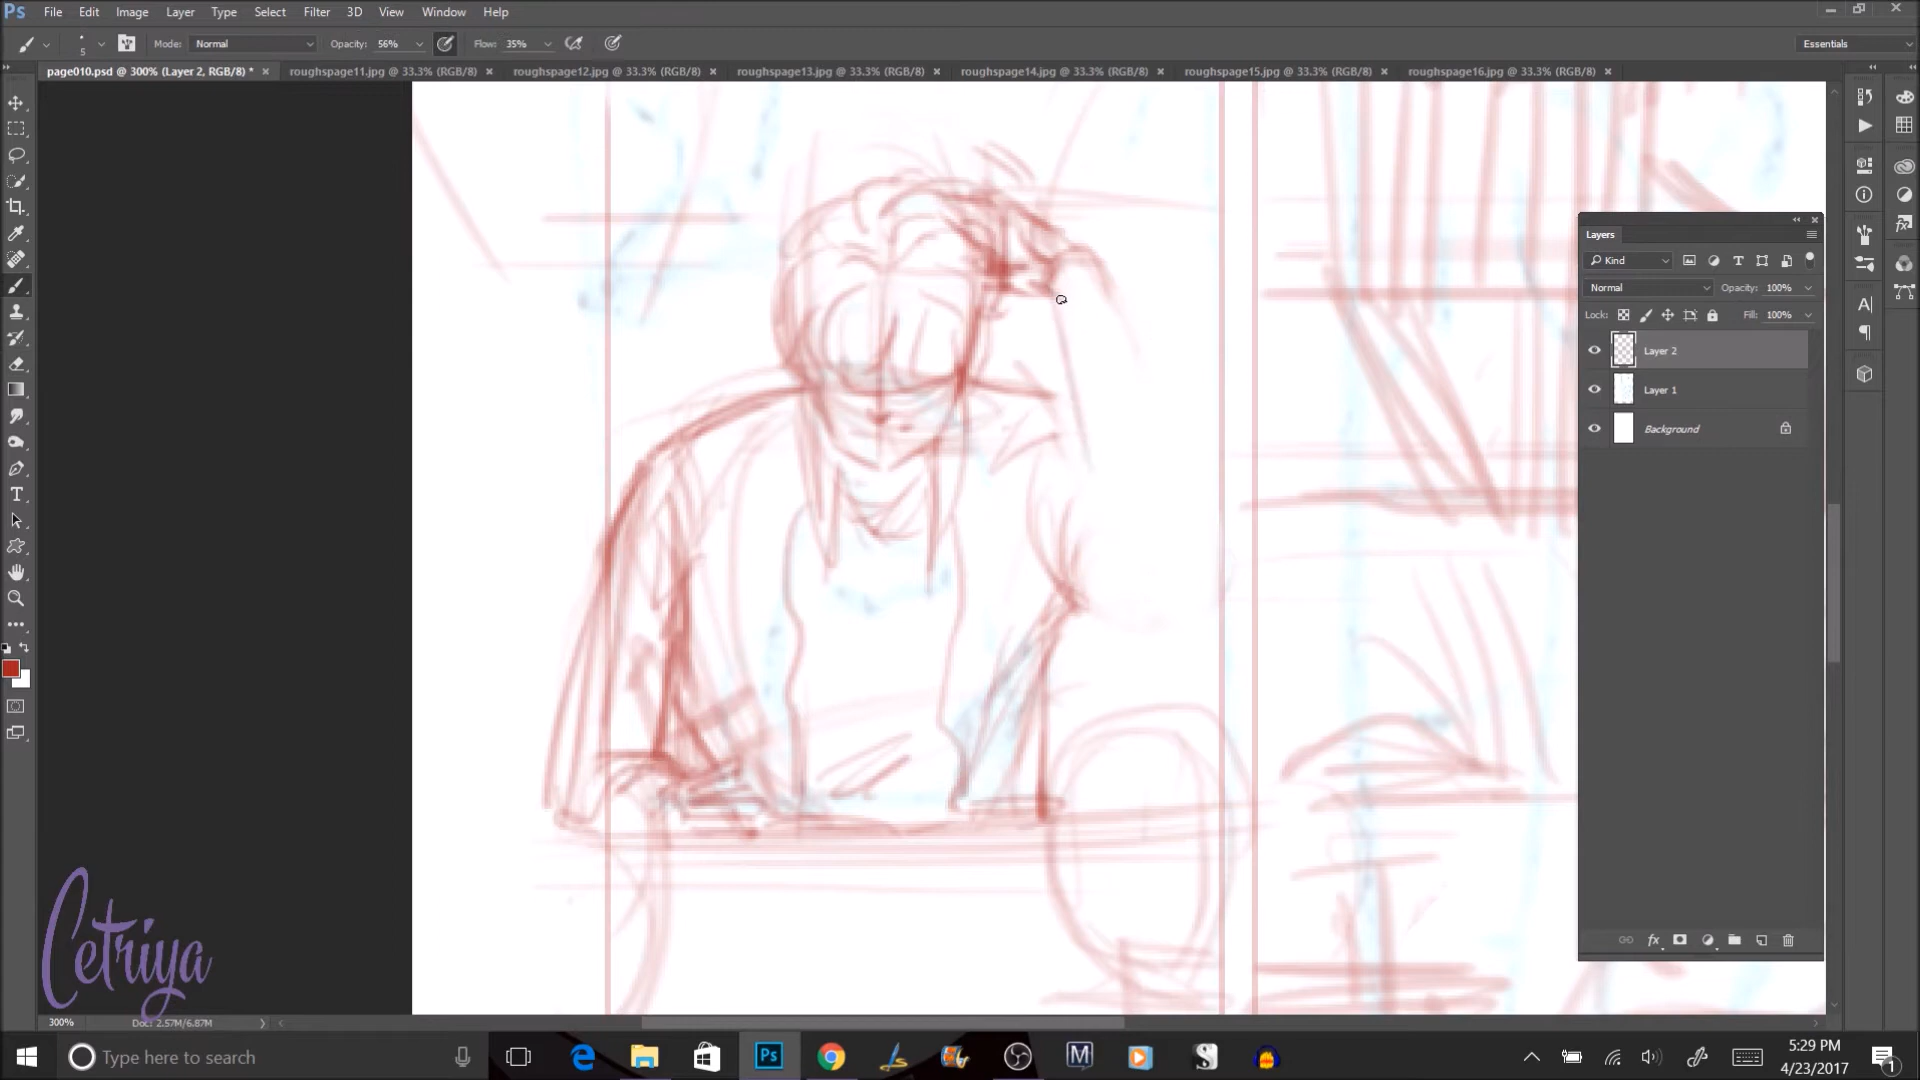 Ps File Edit Image Layer Type Select Filter 3D View Window Help
5 Mode: Normal Opacity: 56% Flow: 35% Essentials
page010.psd @ 300% (Layer 2, RGB/8) * roughspage11.jpg @ 33.3% (RGB/8) roughspage12.jpg @ 33.3% (RGB/8) roughspage13.jpg @ 33.3% (RGB/8) roughspage14.jpg @ 33.3% (RGB/8) roughspage15.jpg @ 33.3% (RGB/8) roughspage16.jpg @ 33.3% (RGB/8)
Layers
Kind
Normal Opacity: 100%
Lock: Fill: 100%
Layer 2
Layer 1
Background
fx
Cetriya
300% Doc: 2.57M/6.87M
Type here to search
Ps
M
S
5:29 PM
4/23/2017
1